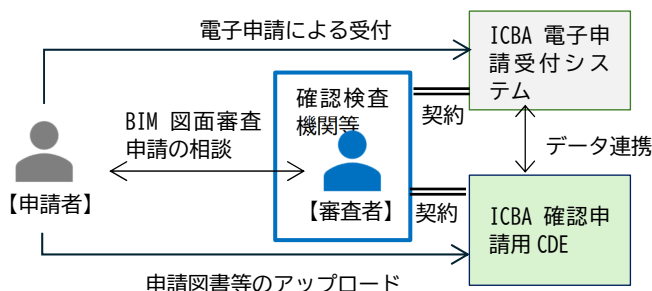 電子申請による受付
ICBA 電子申
請受付シス
テム
確認検査
機関等
契約
BIM 図面審査
申請の相談
データ連携
【申請者】
【審査者】
契約
ICBA 確認申
請用 CDE
申請図書等のアップロード